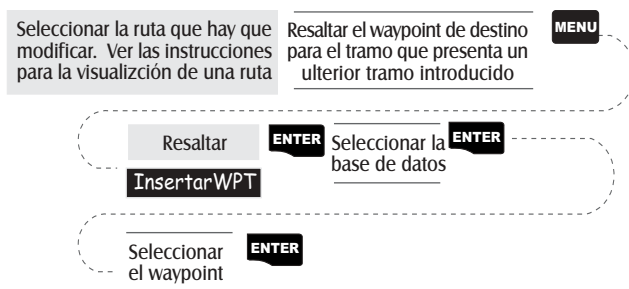 Seleccionar la ruta que hay que
modificar. Ver las instrucciones
para la visualizción de una ruta
Resaltar el waypoint de destino
para el tramo que presenta un
ulterior tramo introducido
MENU
Resaltar
InsertarWPT
ENTER
Seleccionar la
base de datos
ENTER
Seleccionar
el waypoint
ENTER